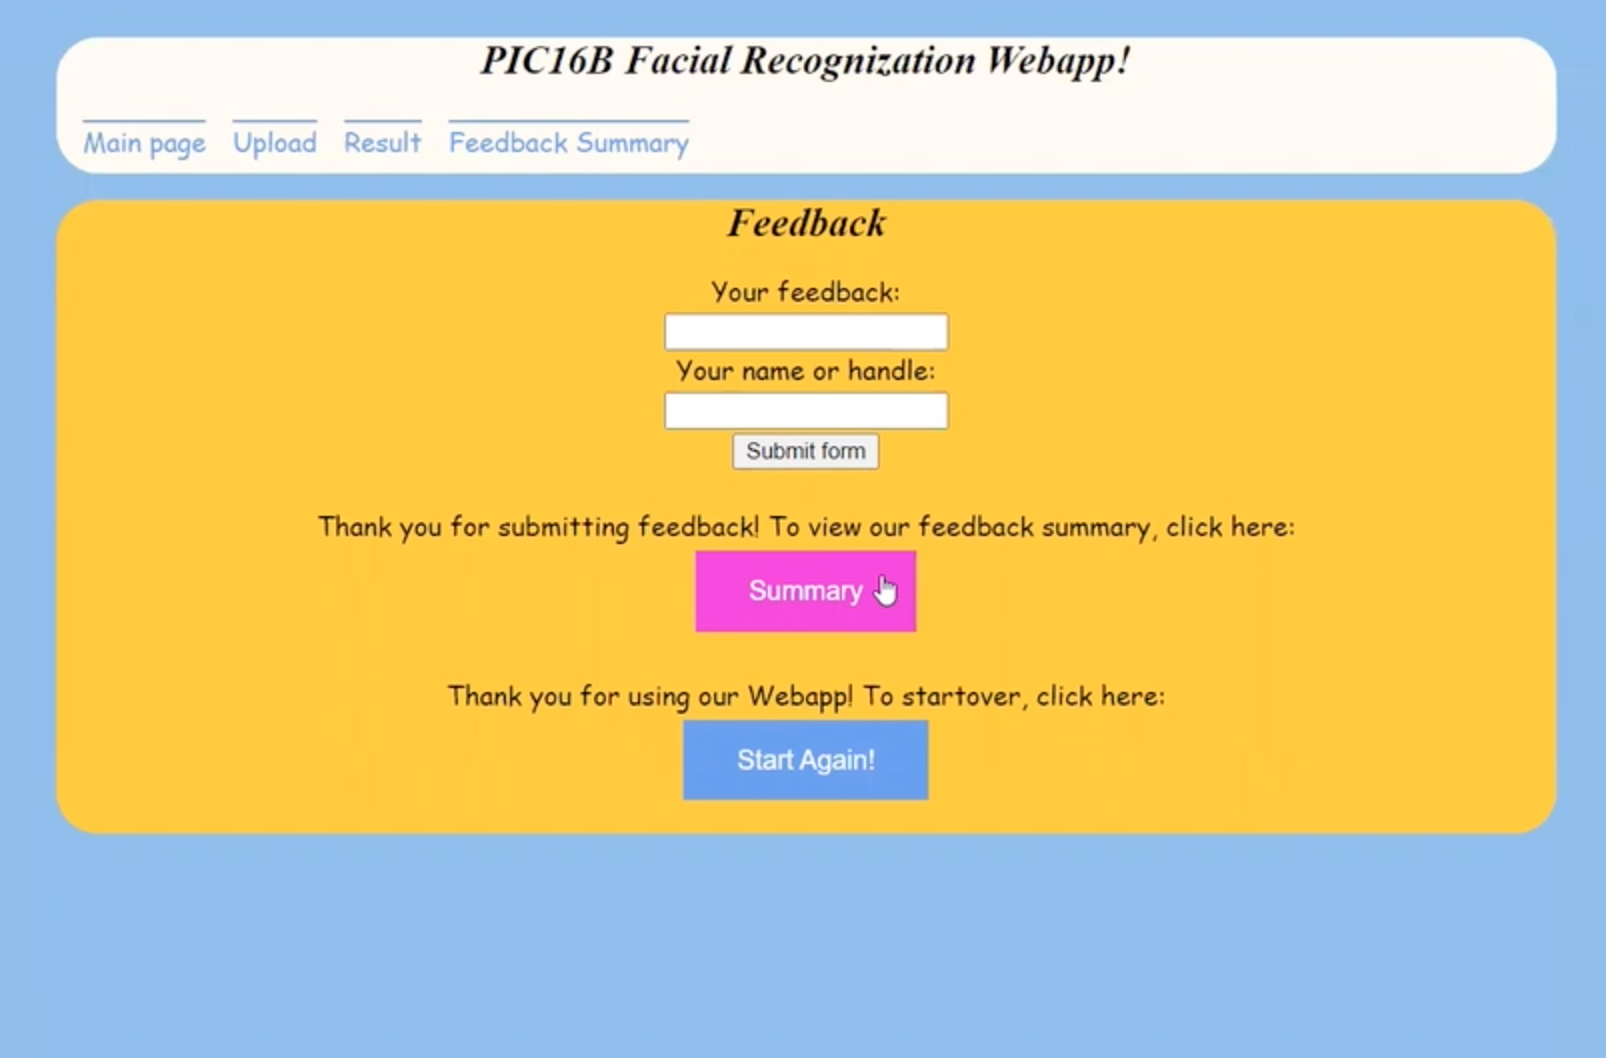 PIC16B Facial Recognization Webapp!
Main page Upload Result Feedback Summary
Feedback
Your feedback:
Your name or handle:
Submit form
Thank you for submitting feedback! To view our feedback summary, click here:
Summary
Thank you for using our Webapp! To startover, click here:
Start Again!